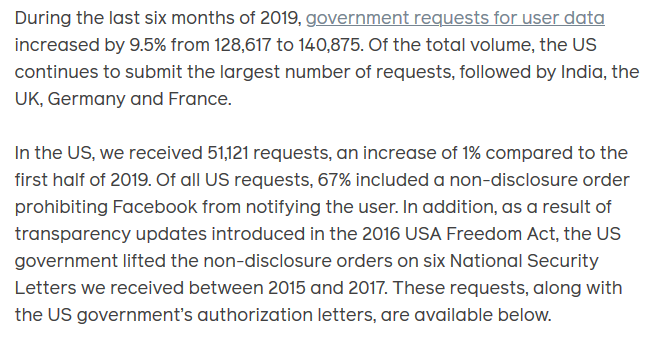 During the last six months of 2019, government requests for user data
increased by 9.5% from 128,617 to 140,875. Of the total volume, the US
continues to submit the largest number of requests, followed by India, the
UK, Germany and France.
In the US, we received 51,121 requests, an increase of 1% compared to the
first half of 2019. Of all US requests, 67% included a non-disclosure order
prohibiting Facebook from notifying the user. In addition, as a result of
transparency updates introduced in the 2016 USA Freedom Act, the US
government lifted the non-disclosure orders on six National Security
Letters we received between 2015 and 2017. These requests, along with
the US government's authorization letters, are available below.